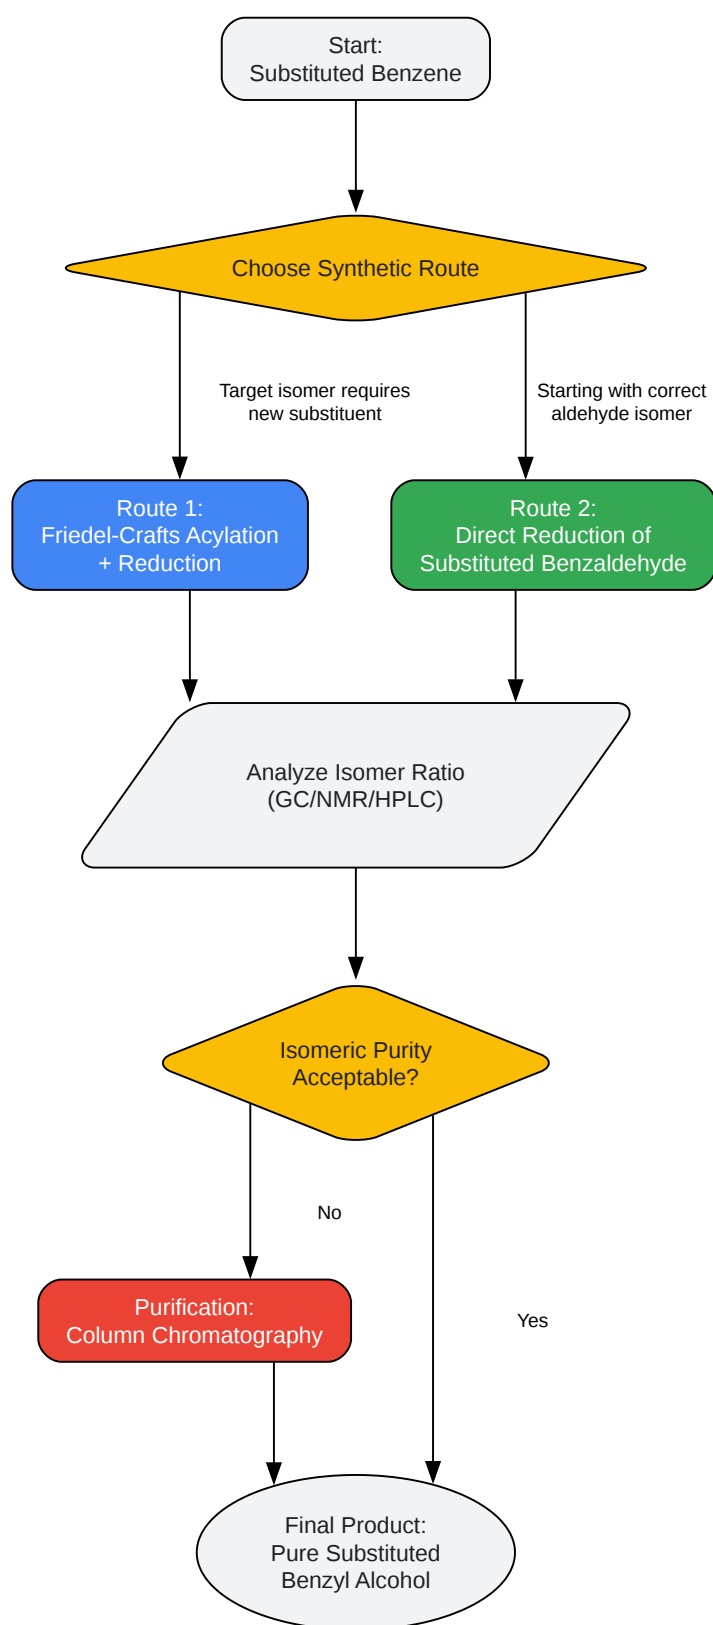 Start:
Substituted Benzene
Choose Synthetic Route
Target isomer requires
new substituent
Starting with correct
aldehyde isomer
Route 1:
Friedel-Crafts Acylation
+ Reduction
Route 2:
Direct Reduction of
Substituted Benzaldehyde
Analyze Isomer Ratio
(GC/NMR/HPLC)
Isomeric Purity
Acceptable?
No
Purification:
Column Chromatography
Yes
Final Product:
Pure Substituted
Benzyl Alcohol